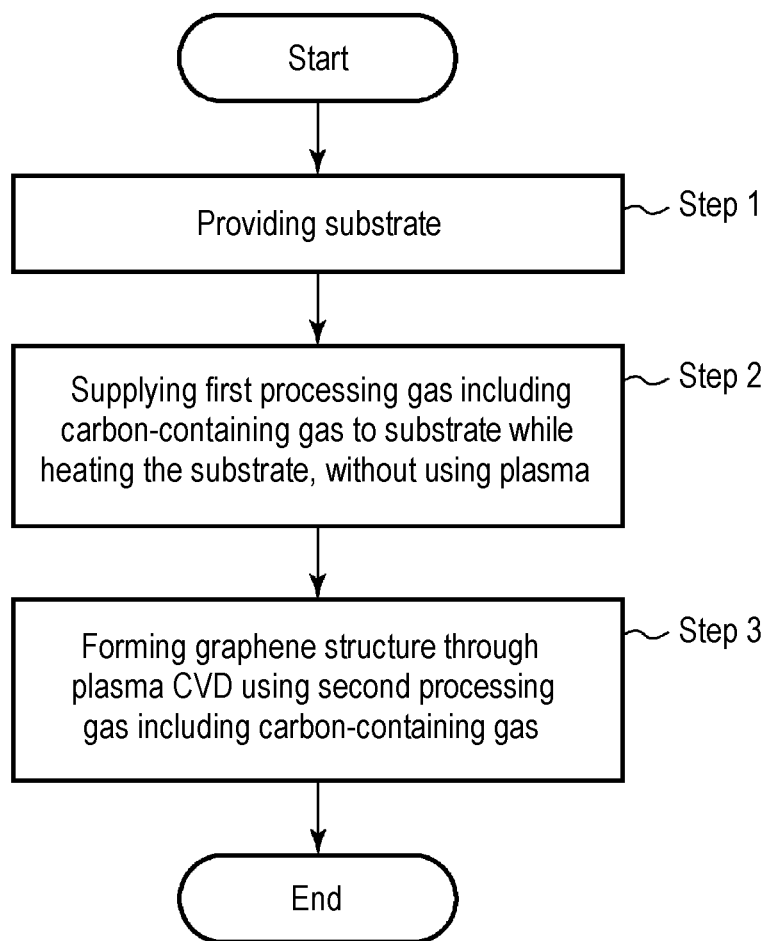 Start
Providing substrate
Step 1
Supplying first processing gas including
carbon-containing gas to substrate while
heating the substrate, without using plasma
Step 2
Forming graphene structure through
plasma CVD using second processing
gas including carbon-containing gas
Step 3
End